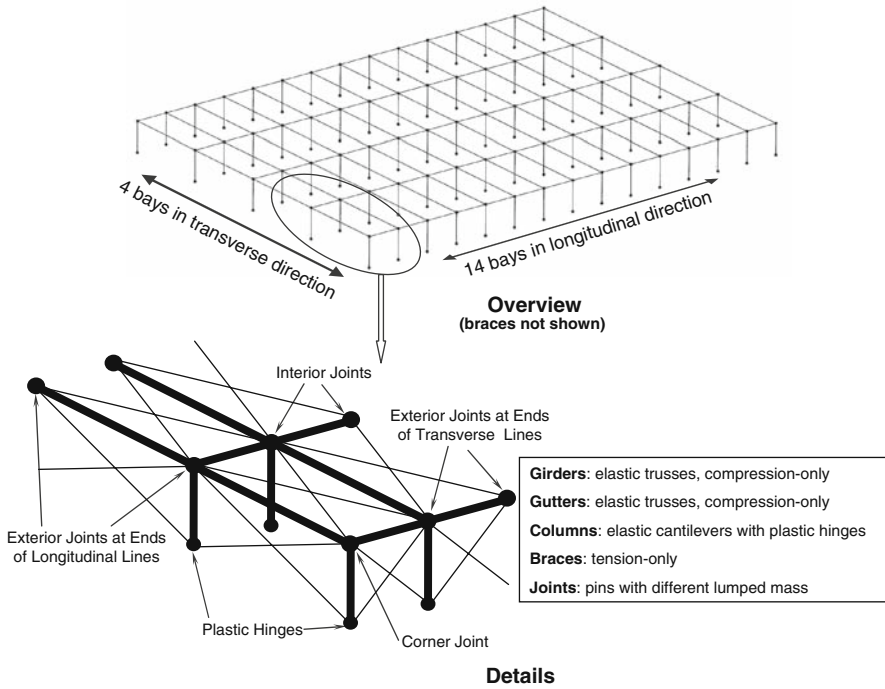 4 bays in transverse direction
14 bays in longitudinal direction
Overview
(braces not shown)
Interior Joints
Exterior Joints at Ends
of Transverse Lines
Girders: elastic trusses, compression-only
Gutters: elastic trusses, compression-only
Columns: elastic cantilevers with plastic hinges
Braces: tension-only
Joints: pins with different lumped mass
Exterior Joints at Ends
of Longitudinal Lines
Plastic Hinges
Corner Joint
Details